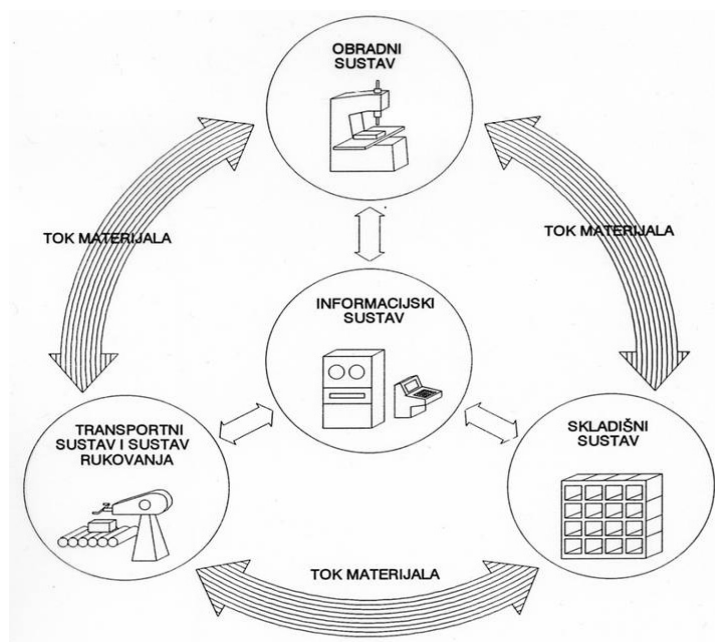 OBRADNI
SUSTAV
TOK MATERIJALA
TOK MATERIJALA
INFORMACIJSKI
SUSTAV
TRANSPORTNI
SUSTAV I SUSTAV
RUKOVANJA
SKLADIŠNI
SUSTAV
TOK MATERIJALA